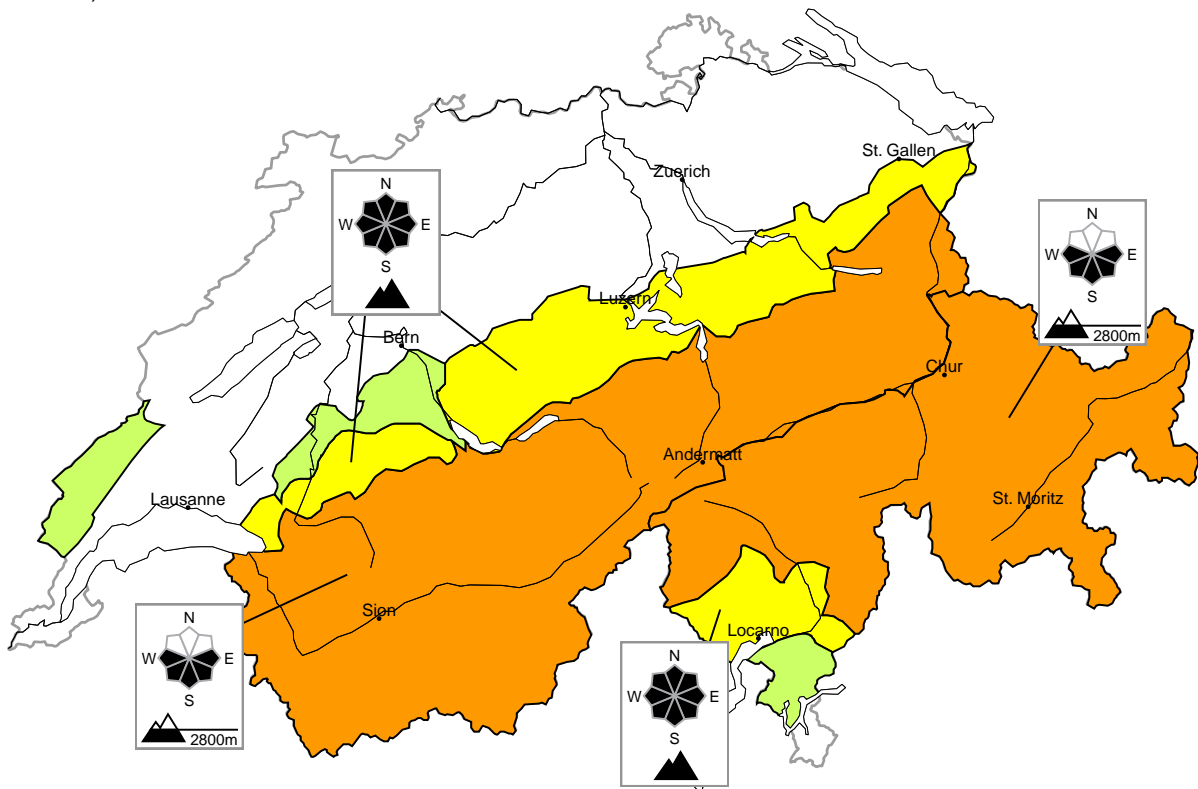 St. Gallen
Zuerich
N
W E
S
N
W E
S
2800m
Luzern
Bern
Chur
Andermatt
Lausanne
St. Moritz
Sion
N
W E
S
2800m
Locarno
N
W E
S